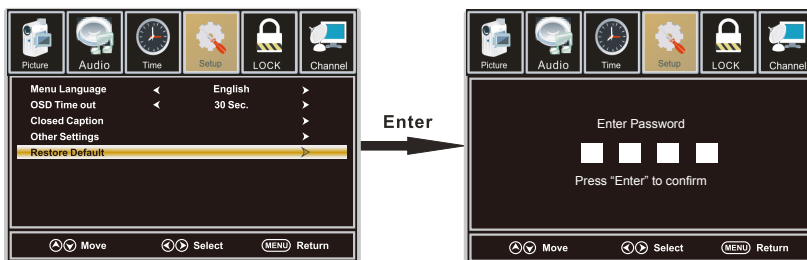 Picture Audio Time Setup LOCK Channel
Menu Language English
OSD Time out 30 Sec.
Closed Caption
Other Settings
Restore Default
Move Select MENU Return
Enter
Picture Audio Time Setup LOCK Channel
Enter Password
Press “Enter” to confirm
Move Select MENU Return